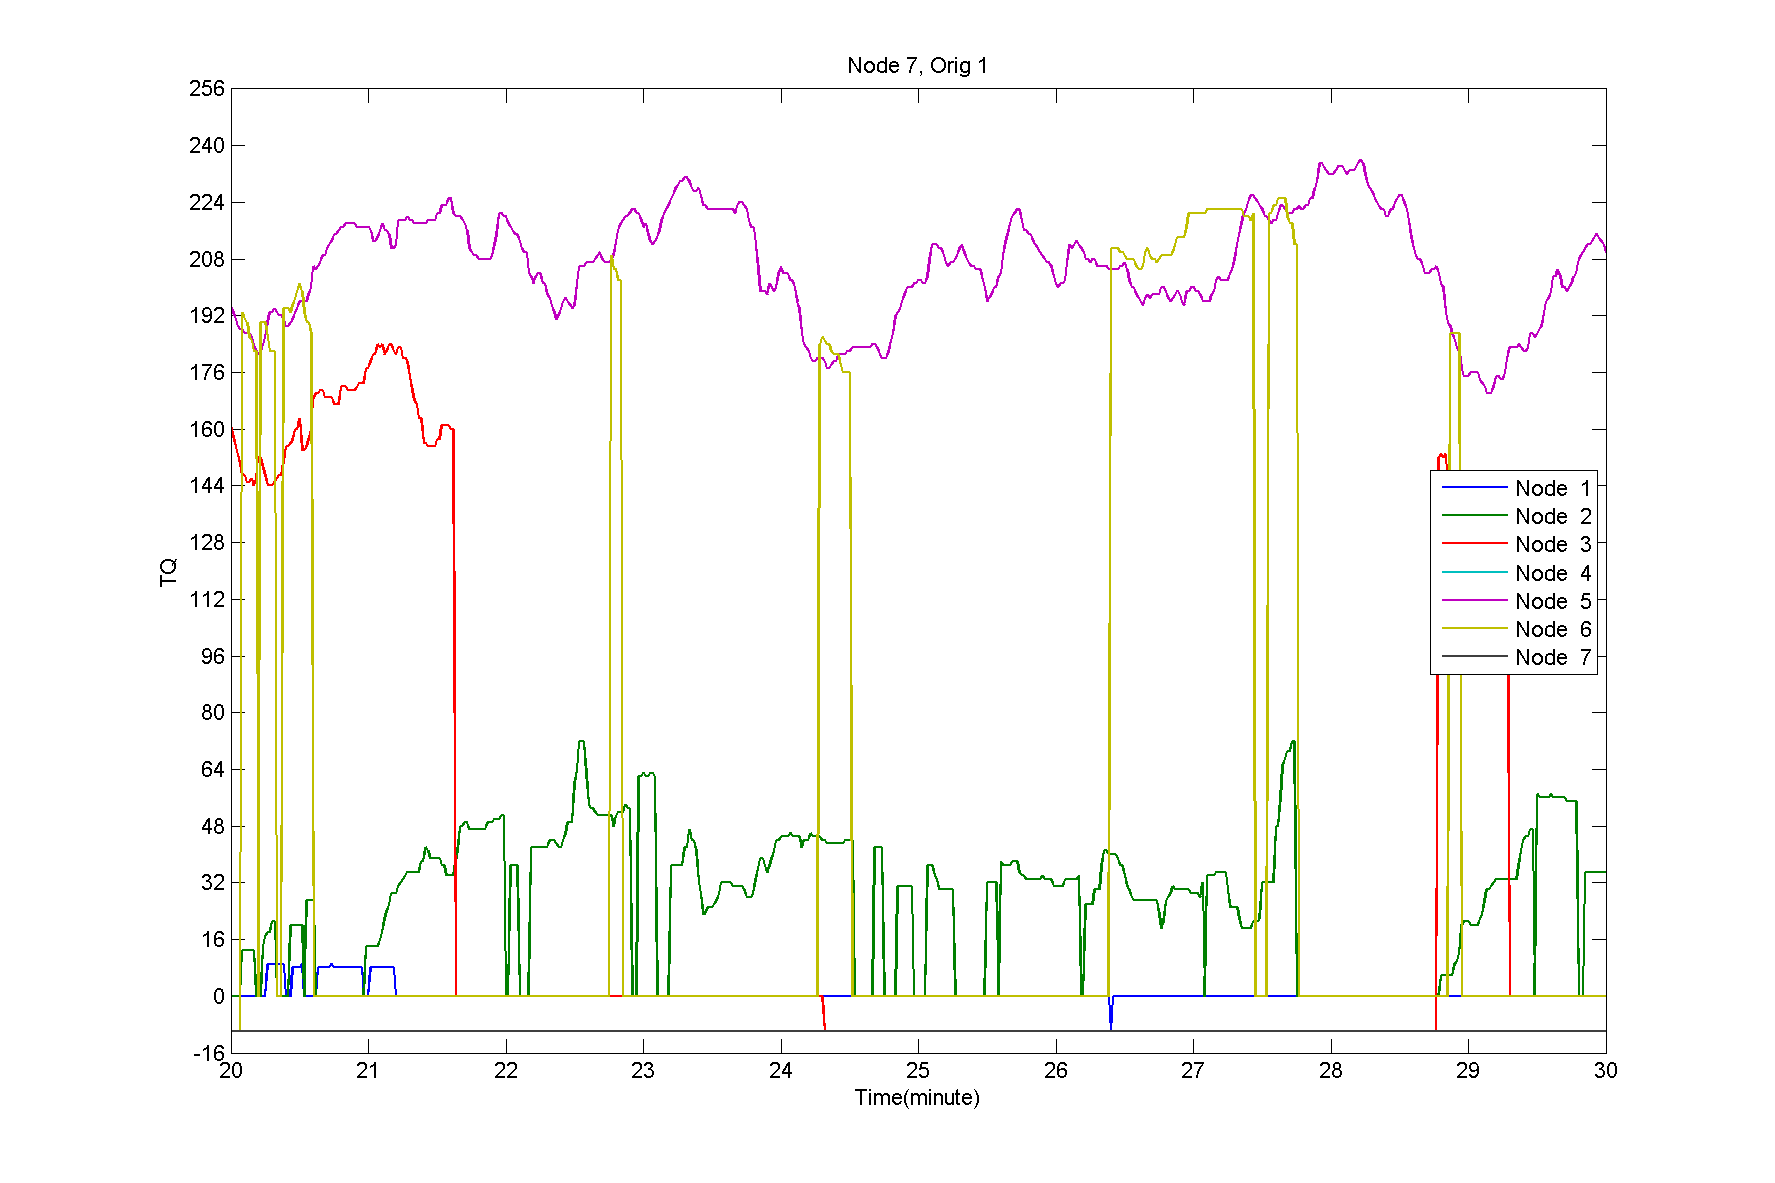 Node 7, Orig 1
256
240
224
208
192
176
160
144
128
112
96
80
64
48
32
16
0
-16
TQ
Node 1
Node 2
Node 3
Node 4
Node 5
Node 6
Node 7
20 21 22 23 24 25 26 27 28 29 30
Time(minute)